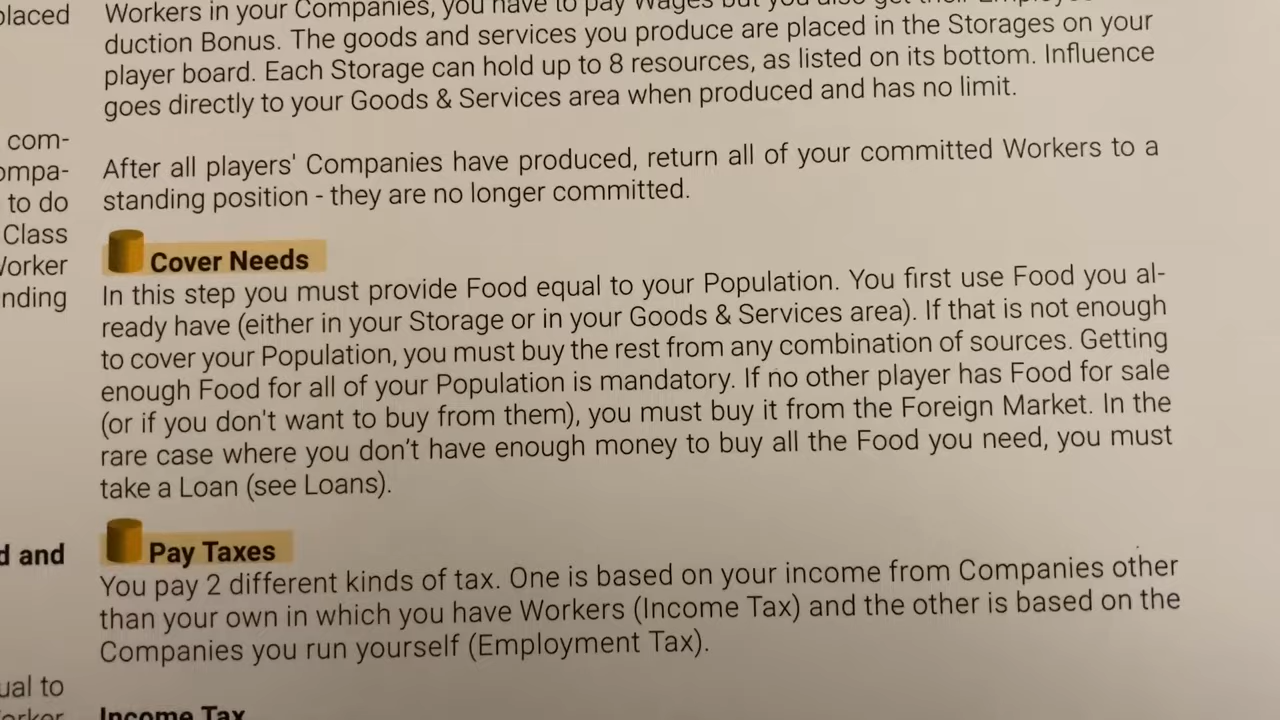 placed
com-
ompa-
to do
Class
Worker
nding
d and
ual to
Workers in your Companies, you have to pay Wages but you also get their
duction Bonus. The goods and services you produce are placed in the Storages on your
player board. Each Storage can hold up to 8 resources, as listed on its bottom. Influence
goes directly to your Goods & Services area when produced and has no limit.
After all players' Companies have produced, return all of your committed Workers to a
standing position - they are no longer committed.
Cover Needs
In this step you must provide Food equal to your Population. You first use Food you al-
ready have (either in your Storage or in your Goods & Services area). If that is not enough
to cover your Population, you must buy the rest from any combination of sources. Getting
enough Food for all of your Population is mandatory. If no other player has Food for sale
(or if you don't want to buy from them), you must buy it from the Foreign Market. In the
rare case where you don’t have enough money to buy all the Food you need, you must
take a Loan (see Loans).
Pay Taxes
You pay 2 different kinds of tax. One is based on your income from Companies other
than your own in which you have Workers (Income Tax) and the other is based on the
Companies you run yourself (Employment Tax).
Income Tax